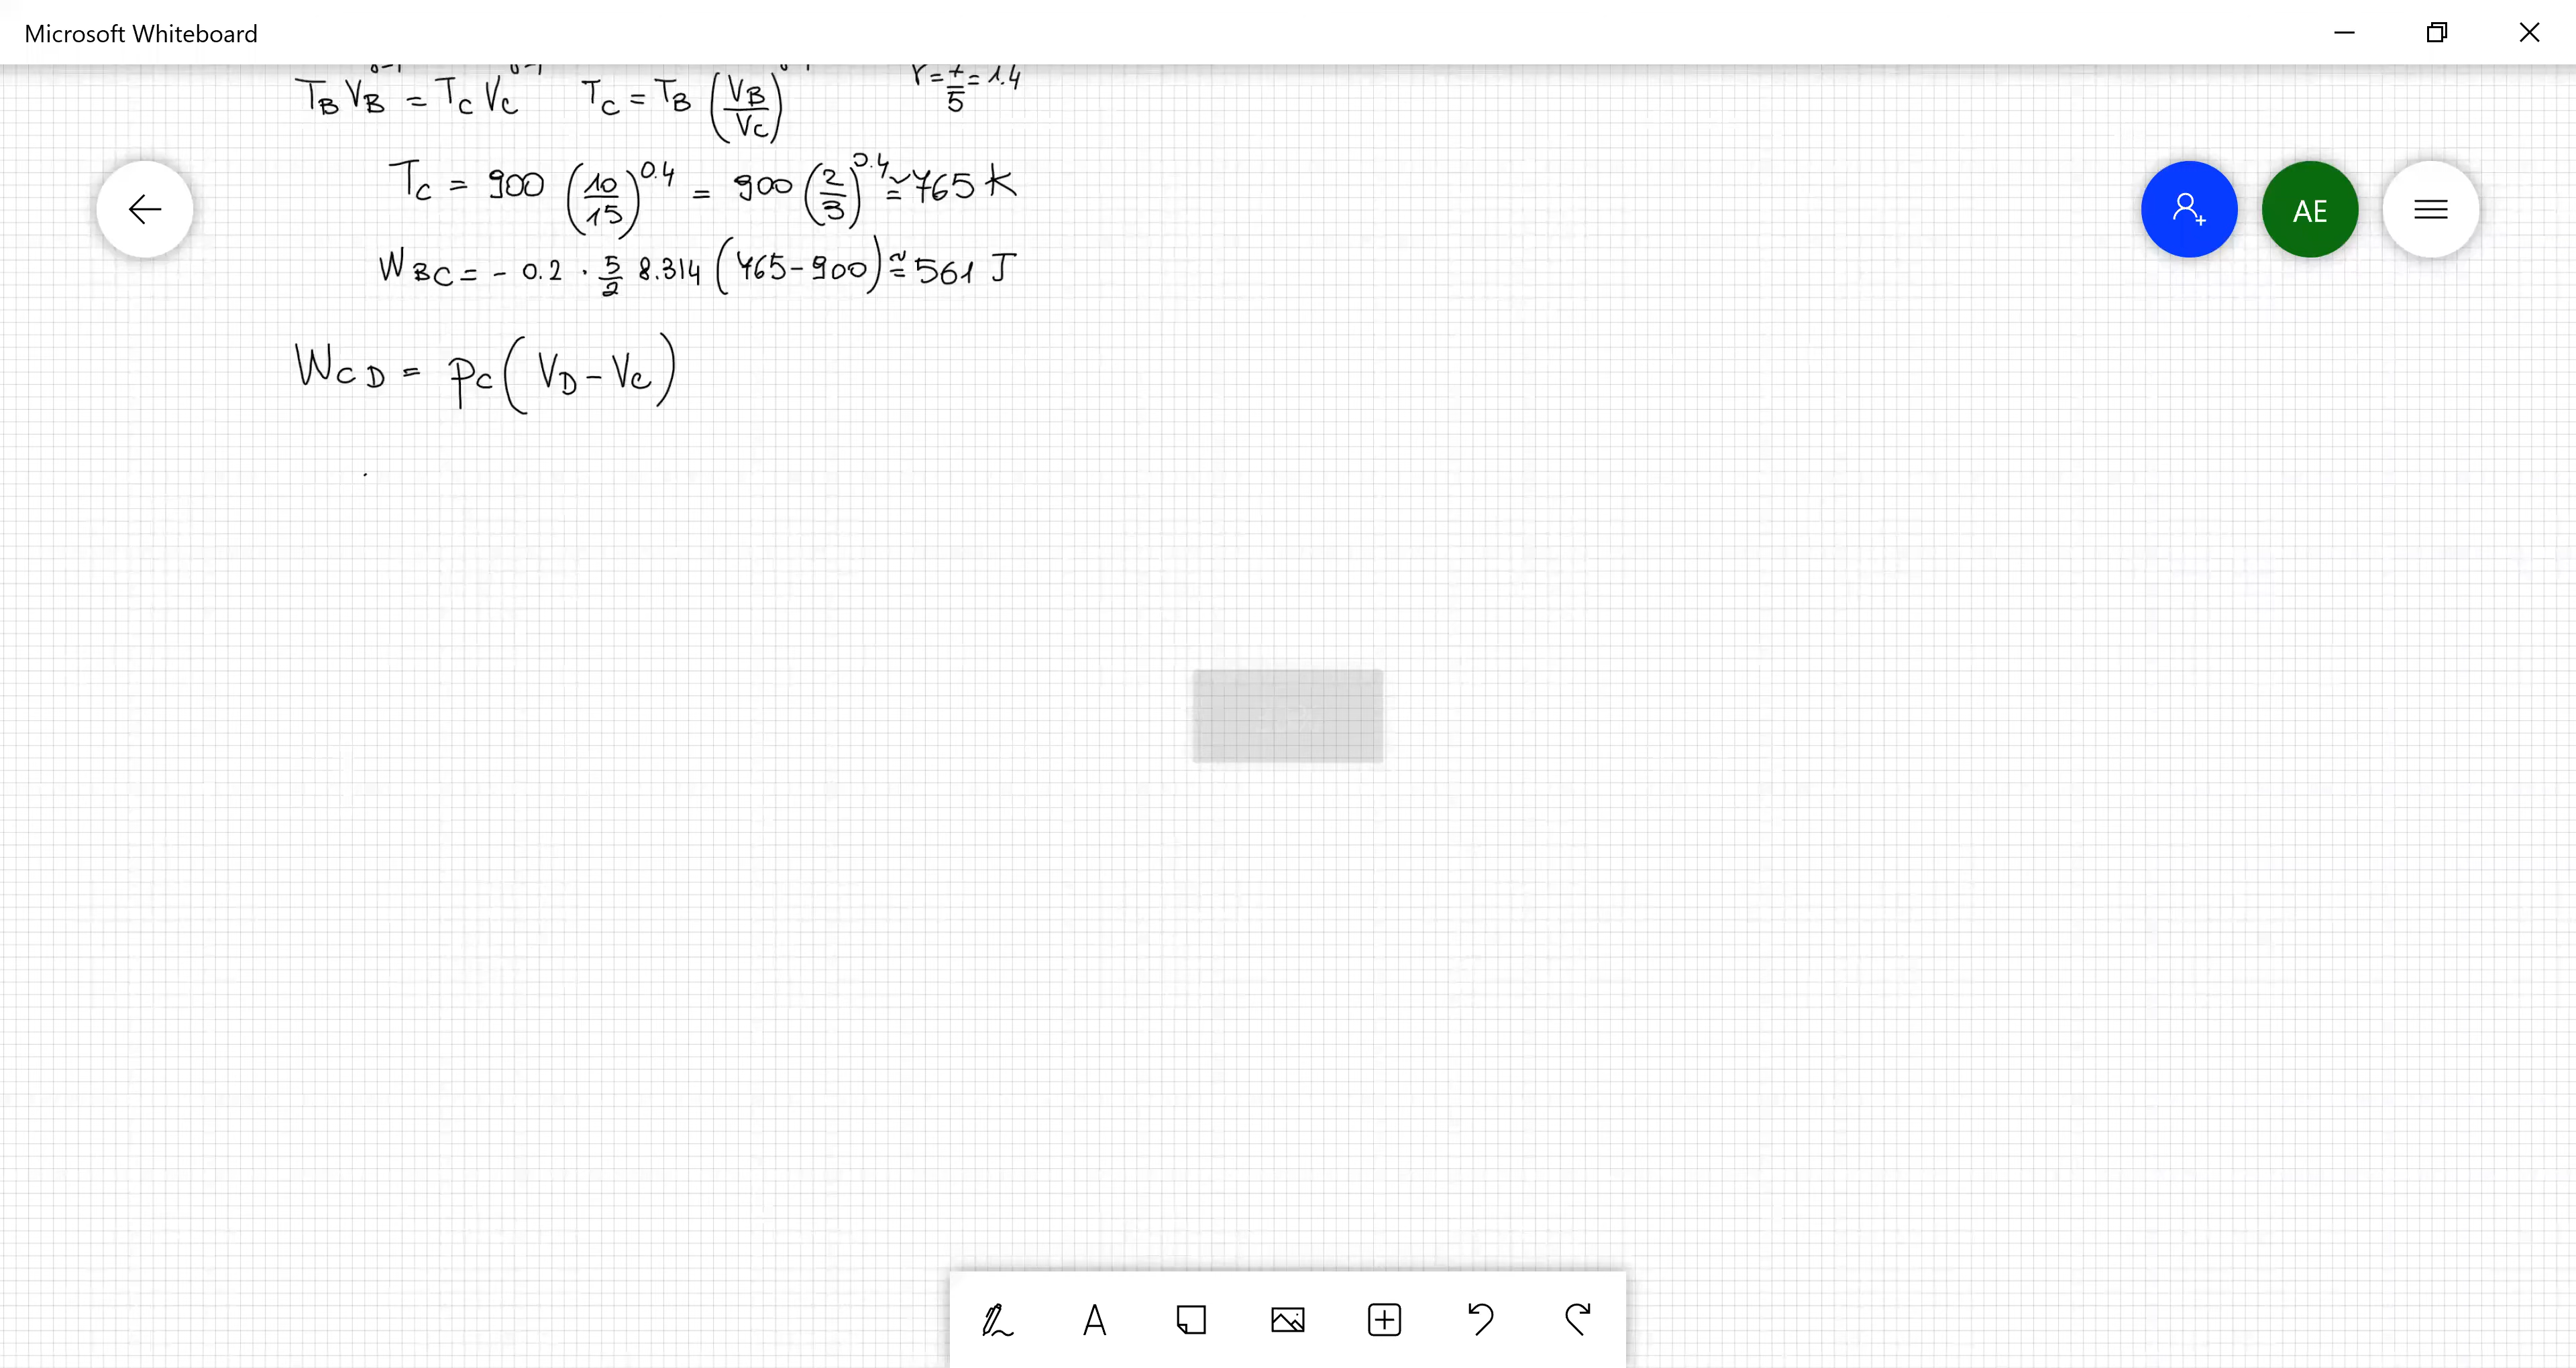 Microsoft Whiteboard
T_B V_B^(γ-1) = T_C V_C^(γ-1) T_C = T_B (V_B/V_C)^(γ-1) γ = 7/5 = 1.4
T_C = 900 (10/15)^0.4 = 900 (2/3)^0.4 ≅ 765 K
AE
W_BC = - 0.2 · 5/2 8.314 (765-900) ≅ 561 J
W_CD = p_C (V_D - V_C)